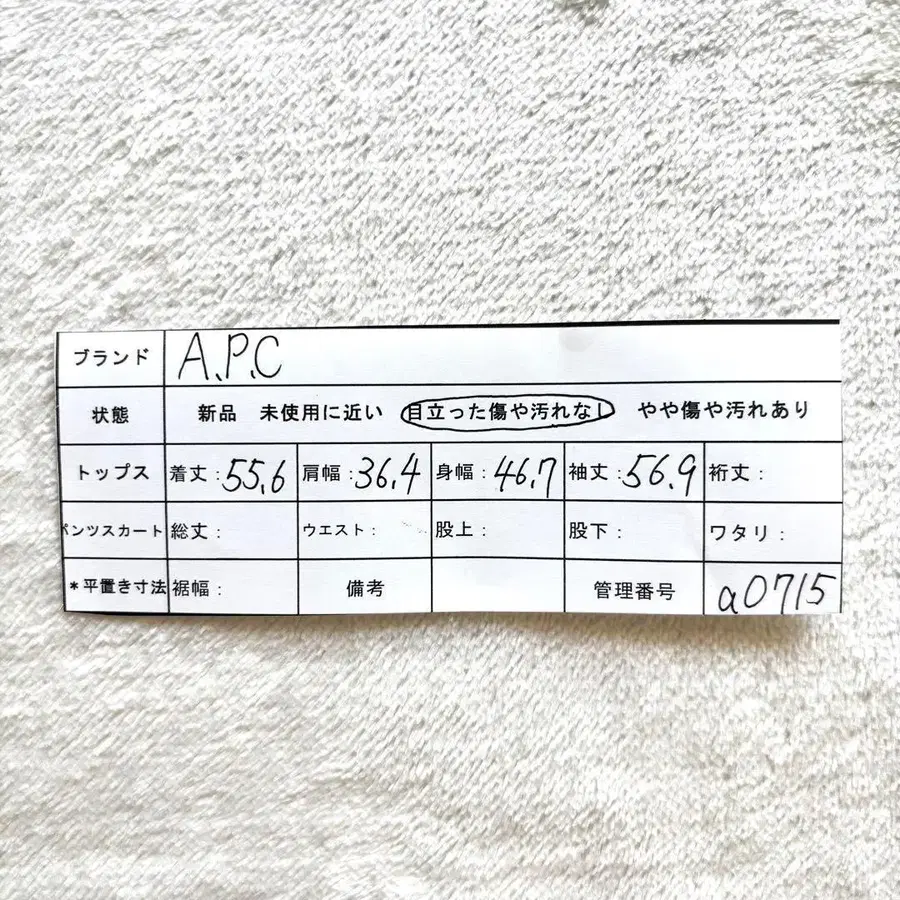 ブランド A.P.C
状態 新品 未使用に近い 目立った傷や汚れなし やや傷や汚れあり
トップス 着丈:55.6 肩幅:36.4 身幅:46.7 袖丈:56.9 裄丈:
パンツスカート 総丈: ウエスト: 股上: 股下: ワタリ:
*平置き寸法 裾幅: 備考 管理番号 a0715